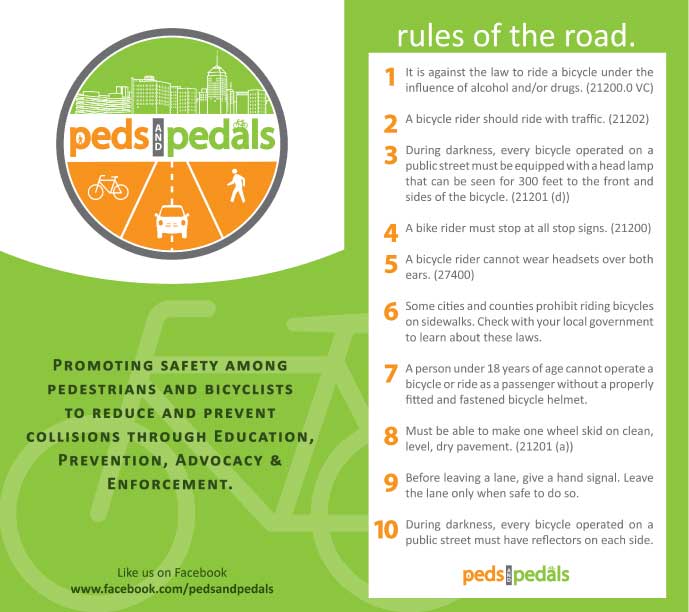 peds AND pedals
PROMOTING SAFETY AMONG
PEDESTRIANS AND BICYCLISTS
TO REDUCE AND PREVENT
COLLISIONS THROUGH EDUCATION,
PREVENTION, ADVOCACY &
ENFORCEMENT.
Like us on Facebook
www.facebook.com/pedsandpedals
rules of the road.
1 It is against the law to ride a bicycle under the
influence of alcohol and/or drugs. (21200.0 VC)
2 A bicycle rider should ride with traffic. (21202)
3 During darkness, every bicycle operated on a
public street must be equipped with a head lamp
that can be seen for 300 feet to the front and
sides of the bicycle. (21201 (d))
4 A bike rider must stop at all stop signs. (21200)
5 A bicycle rider cannot wear headsets over both
ears. (27400)
6 Some cities and counties prohibit riding bicycles
on sidewalks. Check with your local government
to learn about these laws.
7 A person under 18 years of age cannot operate a
bicycle or ride as a passenger without a properly
fitted and fastened bicycle helmet.
8 Must be able to make one wheel skid on clean,
level, dry pavement. (21201 (a))
9 Before leaving a lane, give a hand signal. Leave
the lane only when safe to do so.
10 During darkness, every bicycle operated on a
public street must have reflectors on each side.
peds AND pedals